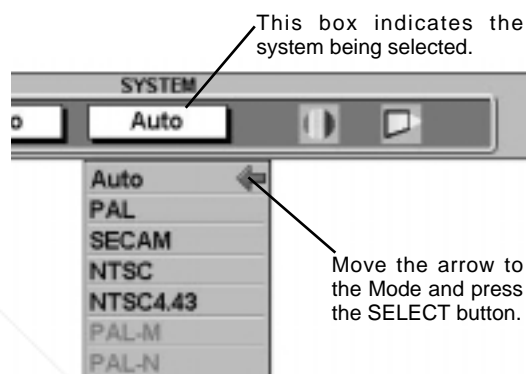 This box indicates the
system being selected.
SYSTEM
o
Auto
Auto
PAL
SECAM
NTSC
NTSC4.43
PAL-M
PAL-N
Move the arrow to
the Mode and press
the SELECT button.